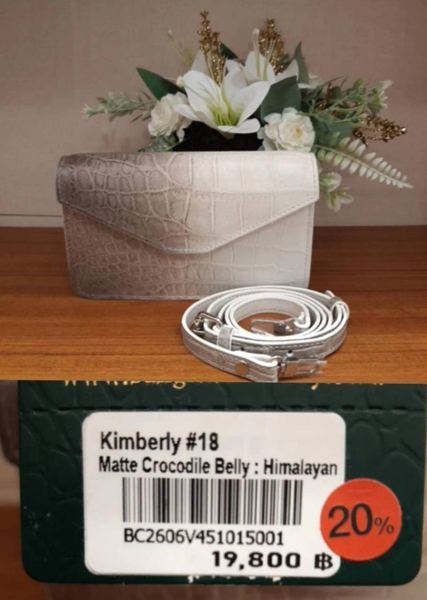 Kimberly #18
Matte Crocodile Belly : Himalayan
BC2606V451015001
20%
19,800 ฿